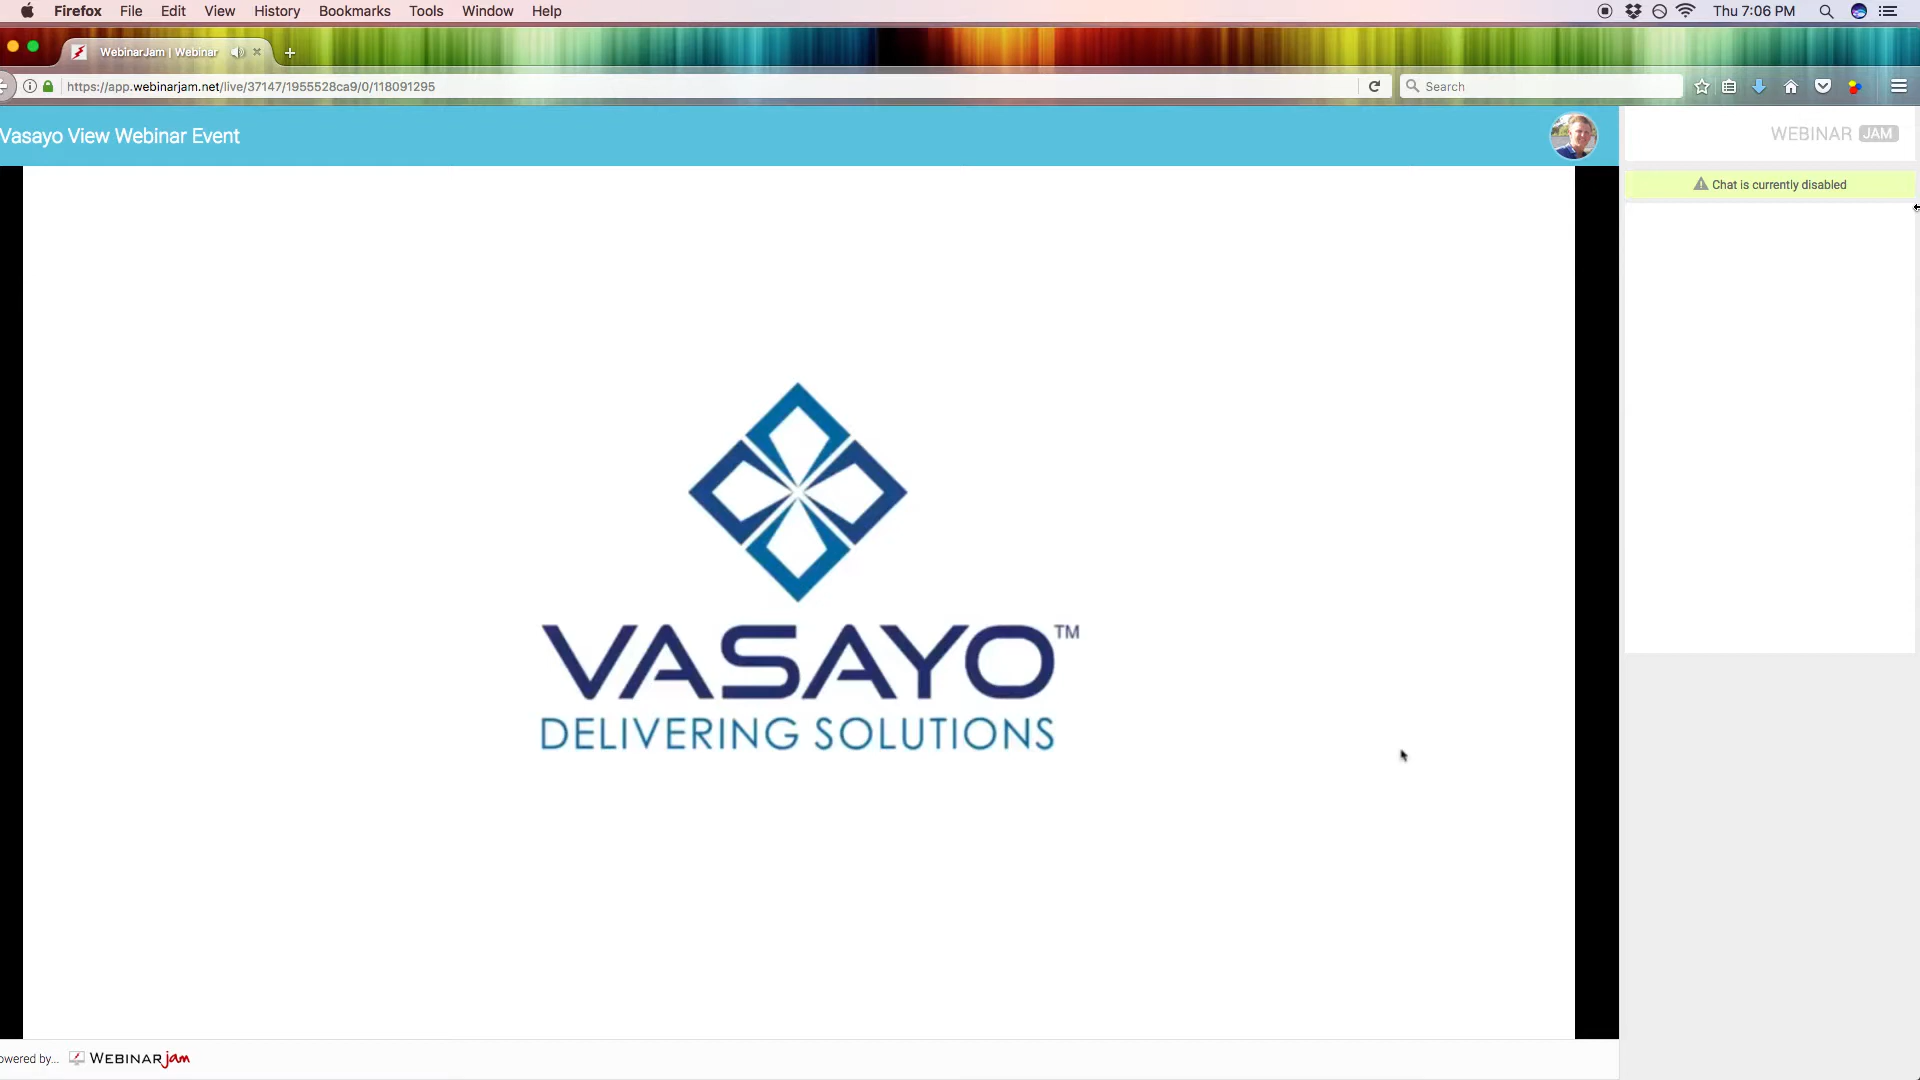 Firefox File Edit View History Bookmarks Tools Window Help Thu 7:06 PM
WebinarJam | Webinar
https://app.webinarjam.net/live/37147/1955528ca9/0/118091295 Search
Vasayo View Webinar Event
WEBINAR JAM
Chat is currently disabled
VASAYO™
DELIVERING SOLUTIONS
owered by... WEBINARjam